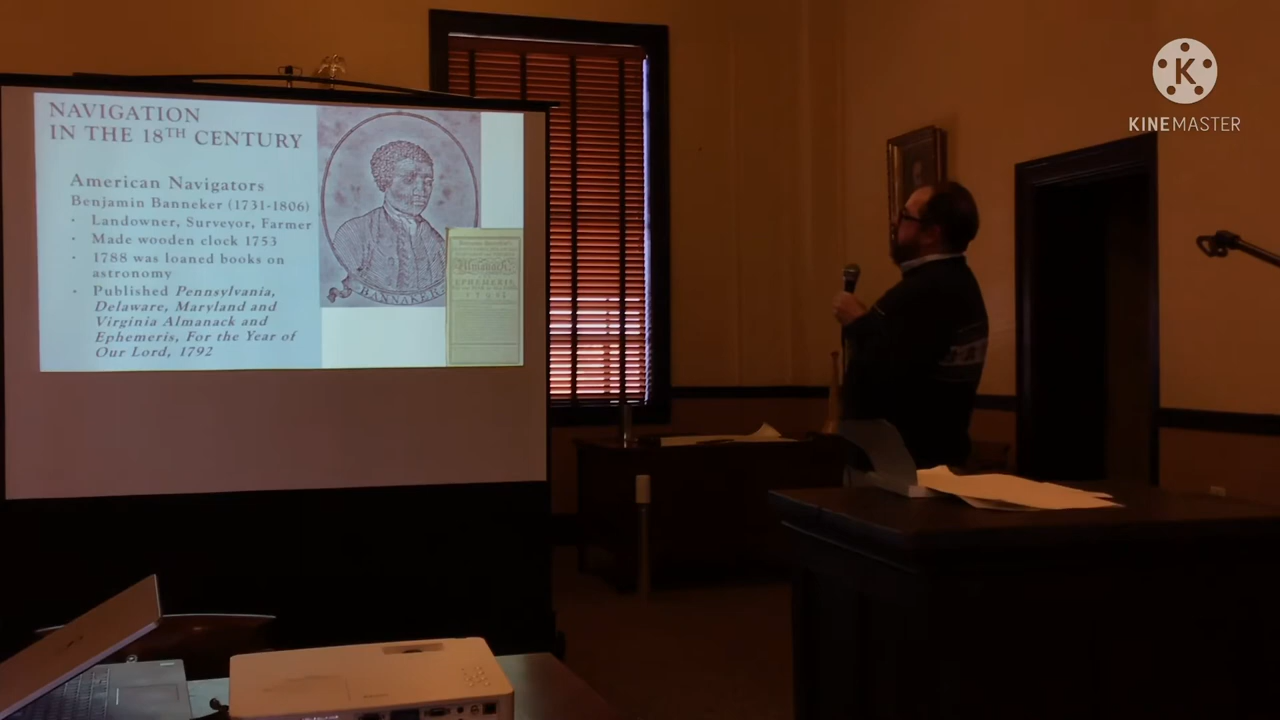 NAVIGATION
IN THE 18TH CENTURY
American Navigators
Benjamin Banneker (1731-1806)
• Landowner, Surveyor, Farmer
• Made wooden clock 1753
• 1788 was loaned books on
astronomy
• Published Pennsylvania,
Delaware, Maryland and
Virginia Almanack and
Ephemeris, For the Year of
Our Lord, 1792
BANNAKER
Almanack
EPHEMERIS
K
KINEMASTER